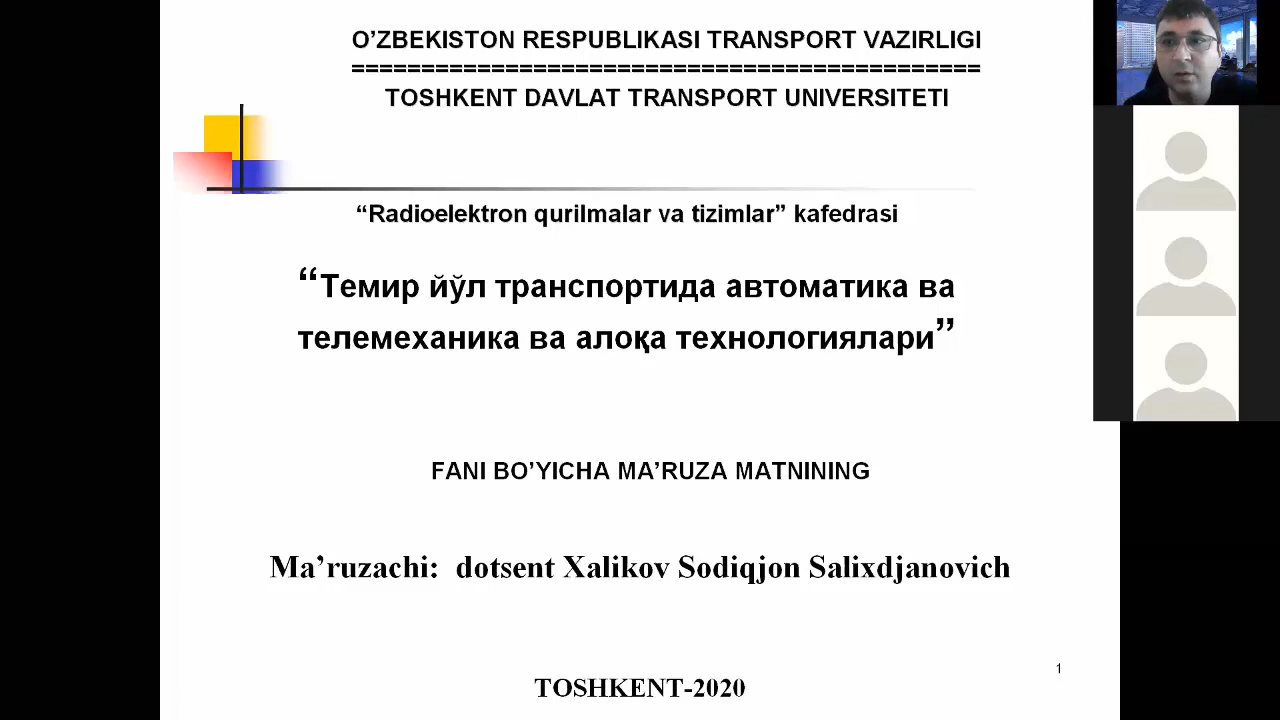 O’ZBEKISTON RESPUBLIKASI TRANSPORT VAZIRLIGI
=============================================
TOSHKENT DAVLAT TRANSPORT UNIVERSITETI
“Radioelektron qurilmalar va tizimlar” kafedrasi
“Темир йўл транспортида автоматика ва
телемеханика ва алоқа технологиялари”
FANI BO’YICHA MA’RUZA MATNINING
Ma’ruzachi: dotsent Xalikov Sodiqjon Salixdjanovich
1
TOSHKENT-2020